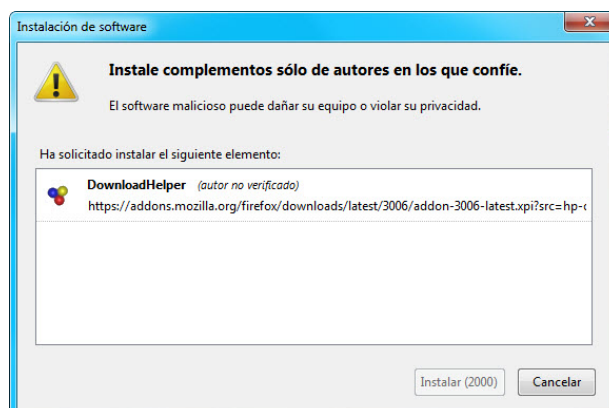 Instalación de software
Instale complementos sólo de autores en los que confíe.
El software malicioso puede dañar su equipo o violar su privacidad.
Ha solicitado instalar el siguiente elemento:
DownloadHelper (autor no verificado)
https://addons.mozilla.org/firefox/downloads/latest/3006/addon-3006-latest.xpi?src=hp-
Instalar (2000) Cancelar